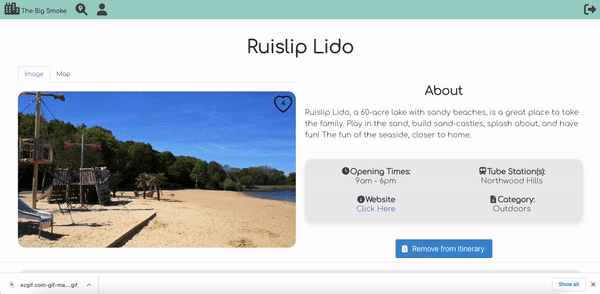 The Big Smoke
Ruislip Lido
Image
Map
4
About
Ruislip Lido, a 60-acre lake with sandy beaches, is a great place to take
the family. Play in the sand, build sand-castles, splash about, and have
fun! The fun of the seaside, closer to home.
Opening Times:
9am - 6pm
Tube Station(s):
Northwood Hills
Website
Click Here
Category:
Outdoors
Remove from Itinerary
ezgif.com-gif-ma....gif
Show all